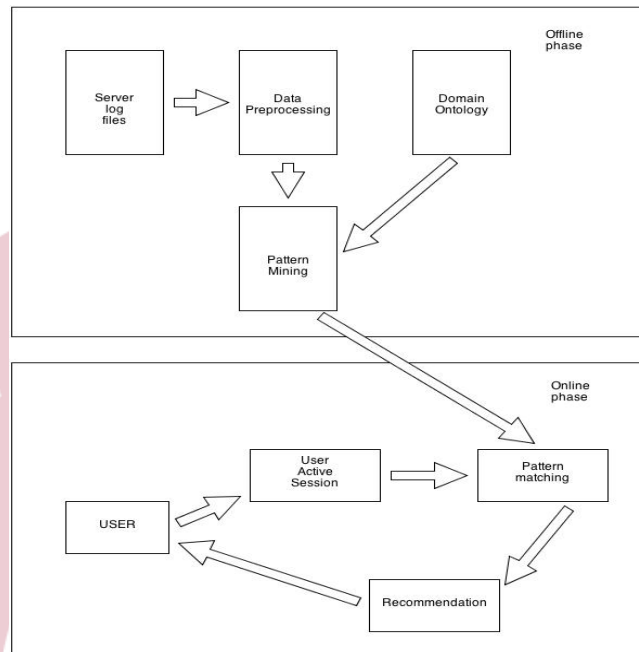 Offline
phase
Server
log
files
Data
Preprocessing
Domain
Ontology
Pattern
Mining
Online
phase
User
Active
Session
Pattern
matching
USER
Recommendation